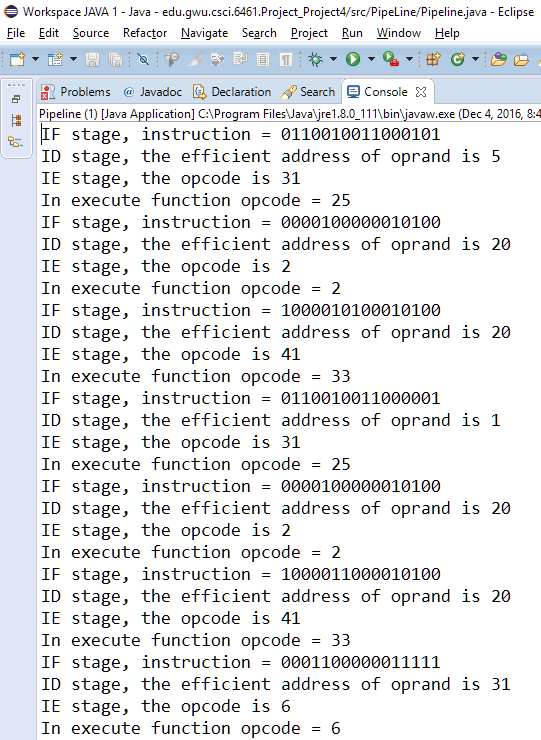 Workspace JAVA 1 - Java - edu.gwu.csci.6461.Project_Project4/src/PipeLine/Pipeline.java - Eclipse
File Edit Source Refactor Navigate Search Project Run Window Help
Problems @ Javadoc Declaration Search Console
Pipeline (1) [Java Application] C:\Program Files\Java\jre1.8.0_111\bin\javaw.exe (Dec 4, 2016, 8:4
IF stage, instruction = 0110010011000101
ID stage, the efficient address of oprand is 5
IE stage, the opcode is 31
In execute function opcode = 25
IF stage, instruction = 0000100000010100
ID stage, the efficient address of oprand is 20
IE stage, the opcode is 2
In execute function opcode = 2
IF stage, instruction = 1000010100010100
ID stage, the efficient address of oprand is 20
IE stage, the opcode is 41
In execute function opcode = 33
IF stage, instruction = 0110010011000001
ID stage, the efficient address of oprand is 1
IE stage, the opcode is 31
In execute function opcode = 25
IF stage, instruction = 0000100000010100
ID stage, the efficient address of oprand is 20
IE stage, the opcode is 2
In execute function opcode = 2
IF stage, instruction = 1000011000010100
ID stage, the efficient address of oprand is 20
IE stage, the opcode is 41
In execute function opcode = 33
IF stage, instruction = 0001100000011111
ID stage, the efficient address of oprand is 31
IE stage, the opcode is 6
In execute function opcode = 6